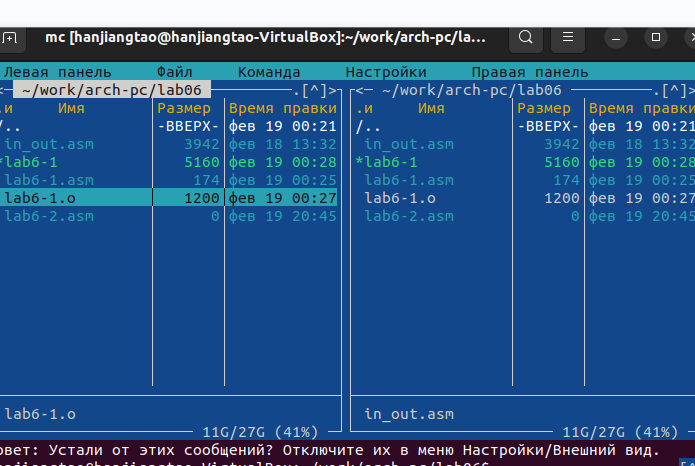 mc [hanjiangtao@hanjiangtao-VirtualBox]:~/work/arch-pc/la...
Левая панель Файл Команда Настройки Правая панель
<─ ~/work/arch-pc/lab06 ─.[^]>
.и Имя Размер Время правки
/.. -ВВЕРХ- фев 19 00:21
in_out.asm 3942 фев 18 13:32
*lab6-1 5160 фев 19 00:28
lab6-1.asm 174 фев 19 00:25
lab6-1.o 1200 фев 19 00:27
lab6-2.asm 0 фев 19 20:45
lab6-1.o
11G/27G (41%)
<─ ~/work/arch-pc/lab06 ─.[^]>
.и Имя Размер Время правки
/.. -ВВЕРХ- фев 19 00:21
in_out.asm 3942 фев 18 13:32
*lab6-1 5160 фев 19 00:28
lab6-1.asm 174 фев 19 00:25
lab6-1.o 1200 фев 19 00:27
lab6-2.asm 0 фев 19 20:45
in_out.asm
11G/27G (41%)
овет: Устали от этих сообщений? Отключите их в меню Настройки/Внешний вид.